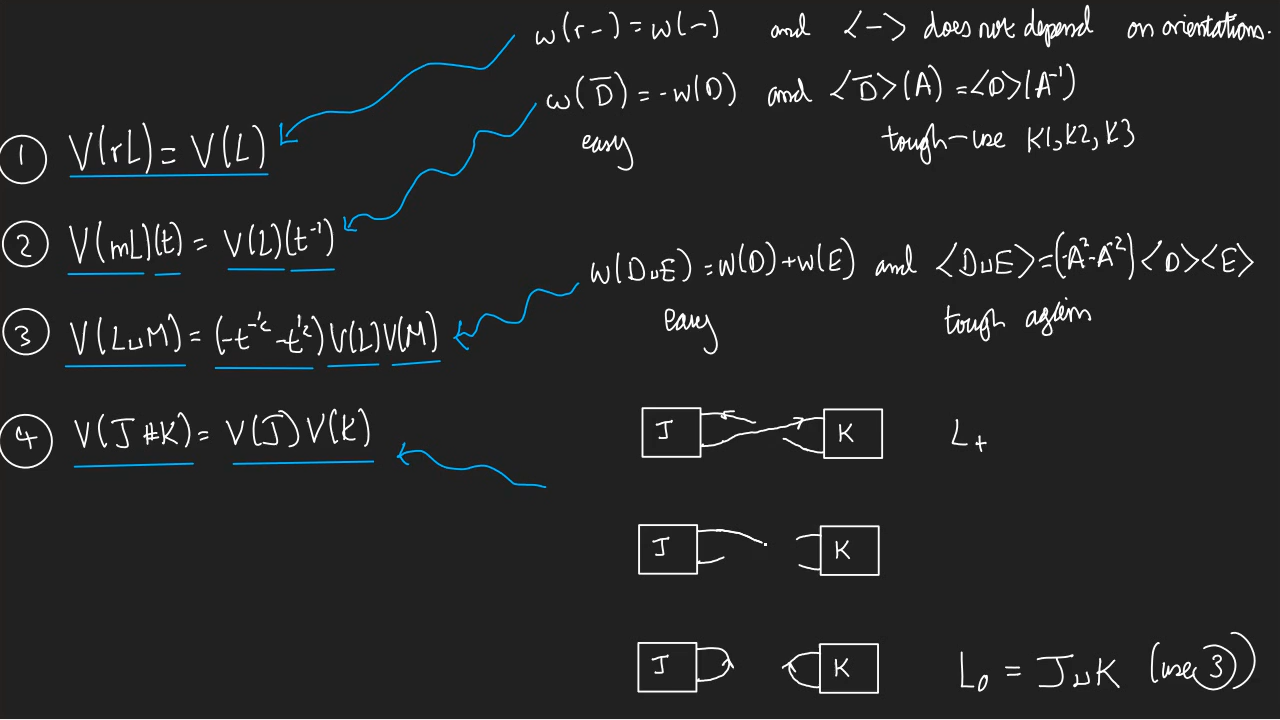 w(r-) = w(-) and <-> does not depend on orientations.
w(D̅) = -w(D) and <D̅>(A) = <D>(A⁻¹)
easy tough - use K1, K2, K3
① V(rL) = V(L)
② V(mL)(t) = V(L)(t⁻¹)
w(D⊔E) = w(D) + w(E) and <D⊔E> = (-A²-A⁻²)<D><E>
easy tough again
③ V(L⊔M) = (-t^{-1/2} - t^{1/2}) V(L) V(M)
④ V(J#K) = V(J) V(K)
J K L₊
J K
J K L₀ = J⊔K (use ③)